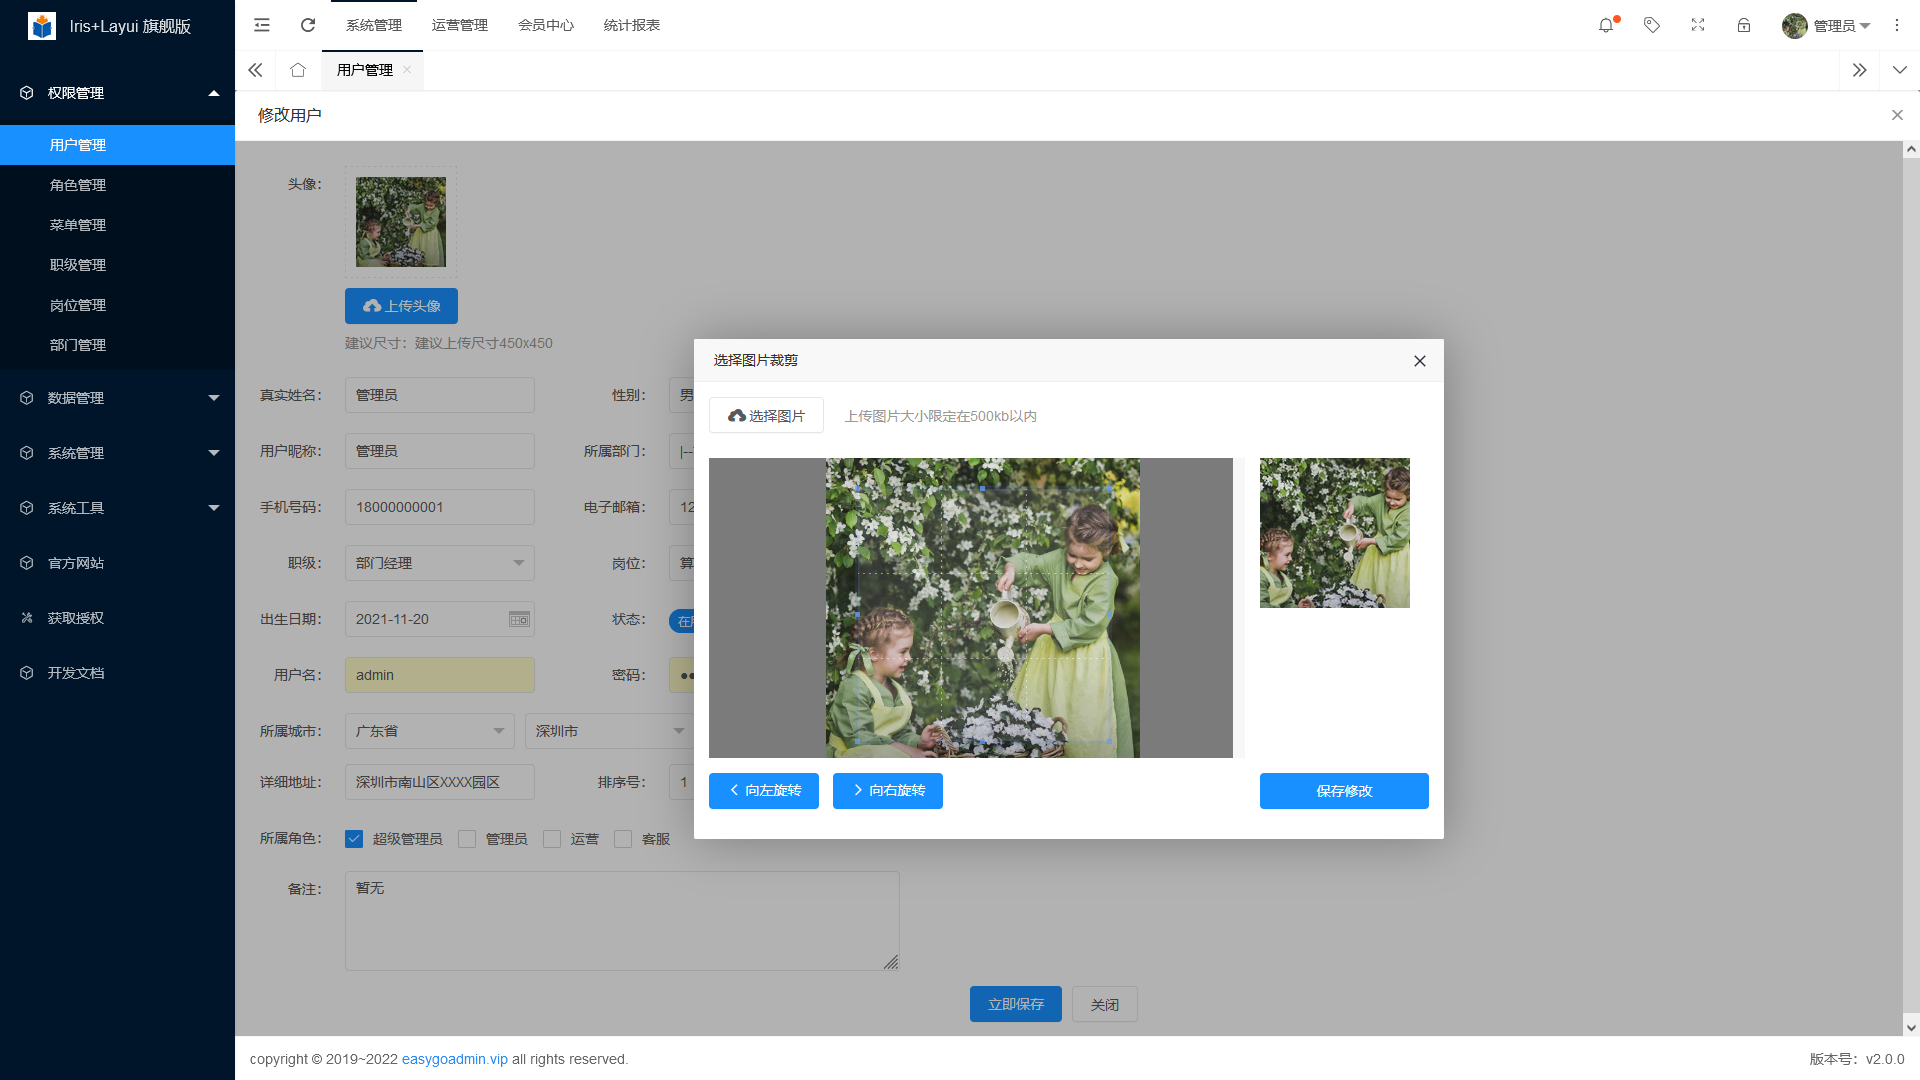 Iris+Layui 旗舰版
系统管理 运营管理 会员中心 统计报表
管理员
用户管理
权限管理
用户管理
角色管理
菜单管理
职级管理
岗位管理
部门管理
数据管理
系统管理
系统工具
官方网站
获取授权
开发文档
修改用户
头像：
上传头像
建议尺寸：建议上传尺寸450x450
真实姓名： 管理员 性别： 男
用户昵称： 管理员 所属部门： |--
手机号码： 18000000001 电子邮箱： 12
职级： 部门经理 岗位： 算
出生日期： 2021-11-20 状态： 在
用户名： admin 密码： ●●
所属城市： 广东省 深圳市
详细地址： 深圳市南山区XXXX园区 排序号： 1
所属角色： 超级管理员 管理员 运营 客服
备注： 暂无
立即保存 关闭
选择图片裁剪
选择图片 上传图片大小限定在500kb以内
向左旋转 向右旋转 保存修改
copyright © 2019~2022 easygoadmin.vip all rights reserved.
版本号：v2.0.0